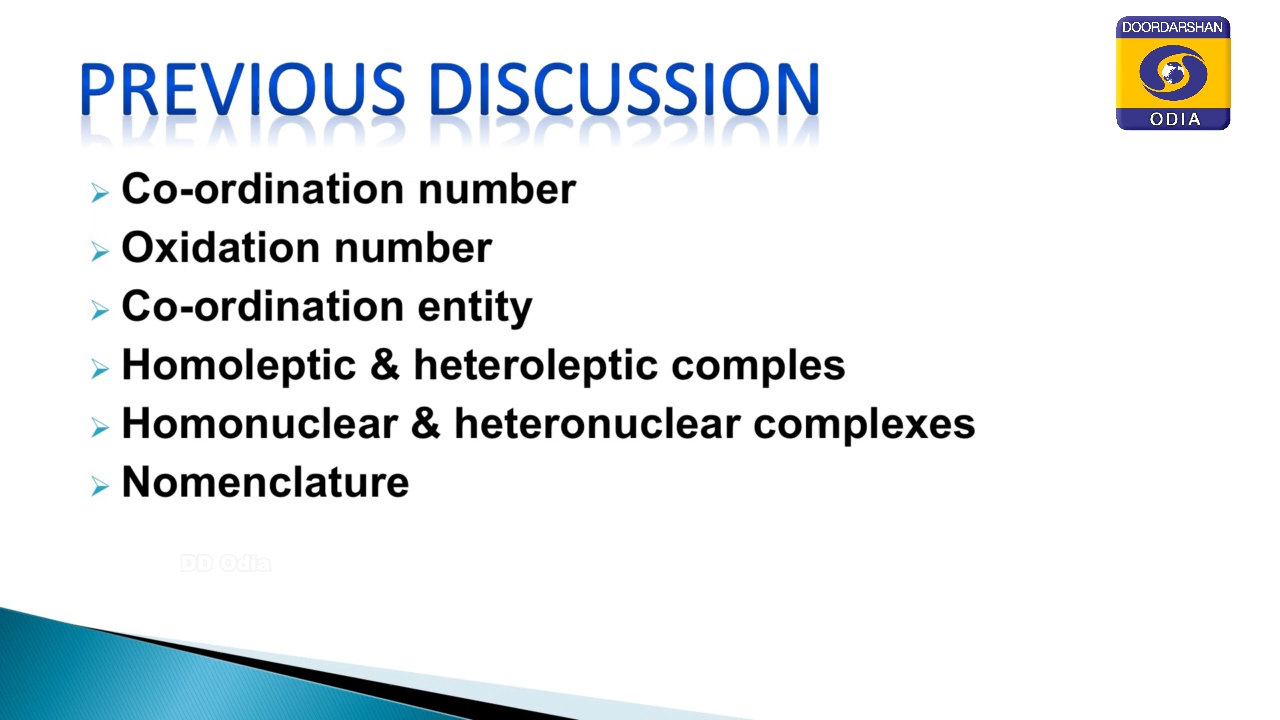 DOORDARSHAN
ODIA
PREVIOUS DISCUSSION
Co-ordination number
Oxidation number
Co-ordination entity
Homoleptic & heteroleptic comples
Homonuclear & heteronuclear complexes
Nomenclature
DD Odia